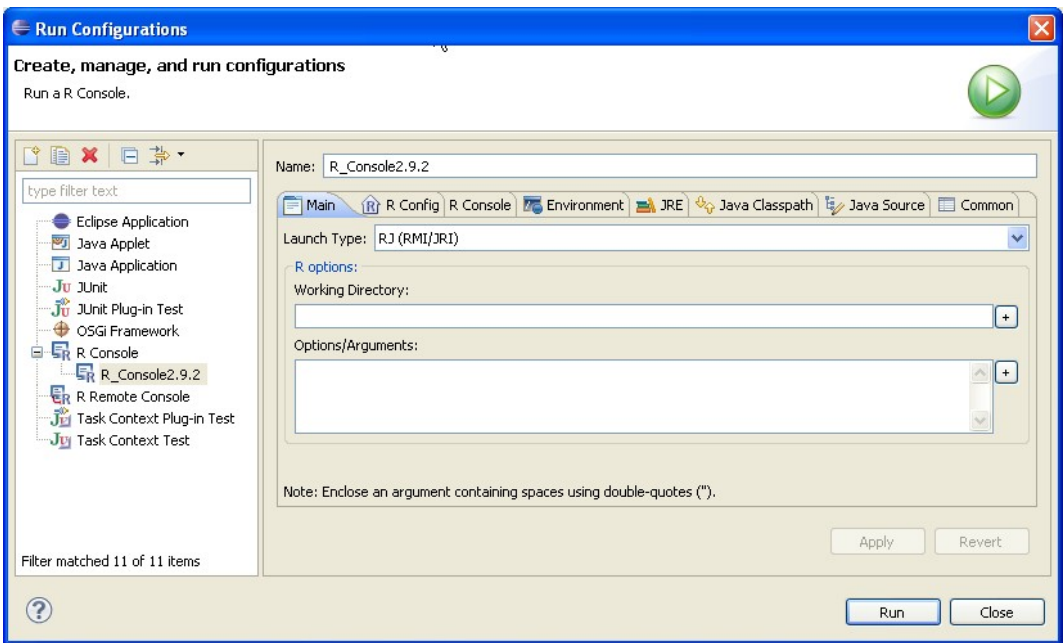 Run Configurations
Create, manage, and run configurations
Run a R Console.
type filter text
Eclipse Application
Java Applet
Java Application
JUnit
JUnit Plug-in Test
OSGi Framework
R Console
R_Console2.9.2
R Remote Console
Task Context Plug-in Test
Task Context Test
Filter matched 11 of 11 items
Name: R_Console2.9.2
Main R Config R Console Environment JRE Java Classpath Java Source Common
Launch Type: RJ (RMI/JRI)
R options:
Working Directory:
+
Options/Arguments:
+
Note: Enclose an argument containing spaces using double-quotes (").
Apply Revert
Run Close